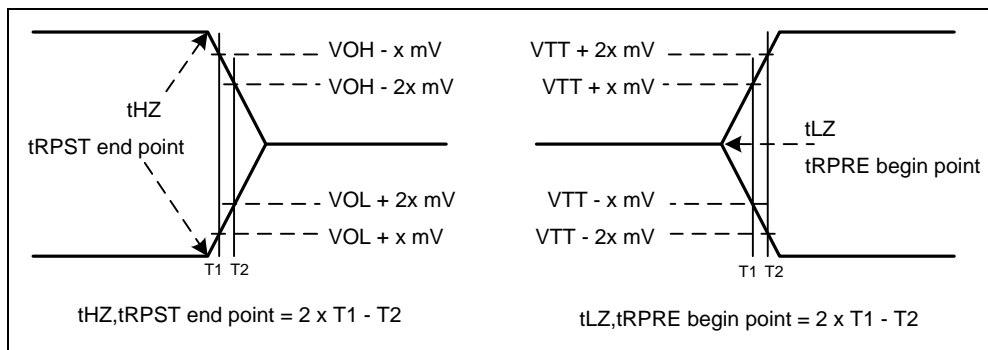 VOH - x mV
VOH - 2x mV
tHZ
tRPST end point
VOL + 2x mV
VOL + x mV
T1 T2
tHZ,tRPST end point = 2 x T1 - T2
VTT + 2x mV
VTT + x mV
tLZ
tRPRE begin point
VTT - x mV
VTT - 2x mV
T1 T2
tLZ,tRPRE begin point = 2 x T1 - T2